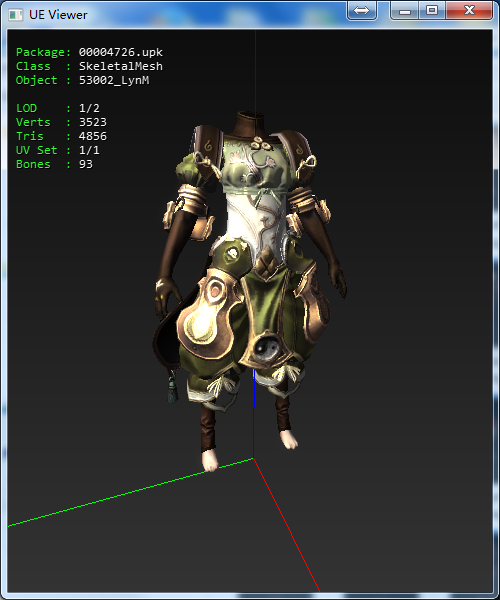 UE Viewer
Package: 00004726.upk
Class : SkeletalMesh
Object : 53002_LynM
LOD : 1/2
Verts : 3523
Tris : 4856
UV Set : 1/1
Bones : 93